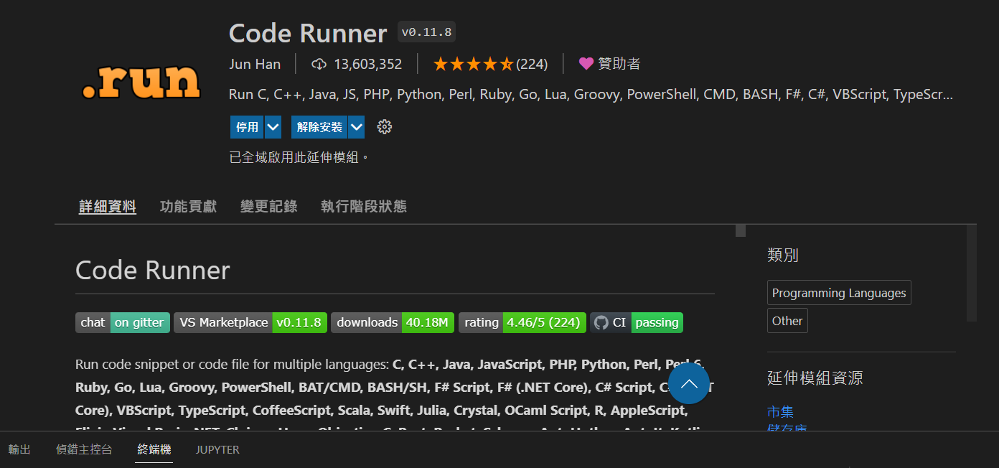 .run
Code Runner v0.11.8
Jun Han 13,603,352 (224) 贊助者
Run C, C++, Java, JS, PHP, Python, Perl, Ruby, Go, Lua, Groovy, PowerShell, CMD, BASH, F#, C#, VBScript, TypeScr...
停用 解除安裝
已全域啟用此延伸模組。
詳細資料 功能貢獻 變更記錄 執行階段狀態
Code Runner
chat on gitter VS Marketplace v0.11.8 downloads 40.18M rating 4.46/5 (224) CI passing
Run code snippet or code file for multiple languages: C, C++, Java, JavaScript, PHP, Python, Perl, Perl 6,
Ruby, Go, Lua, Groovy, PowerShell, BAT/CMD, BASH/SH, F# Script, F# (.NET Core), C# Script,
Core), VBScript, TypeScript, CoffeeScript, Scala, Swift, Julia, Crystal, OCaml Script, R, AppleScript,
類別
Programming Languages
Other
延伸模組資源
市集
儲存庫
輸出 偵錯主控台 終端機 JUPYTER